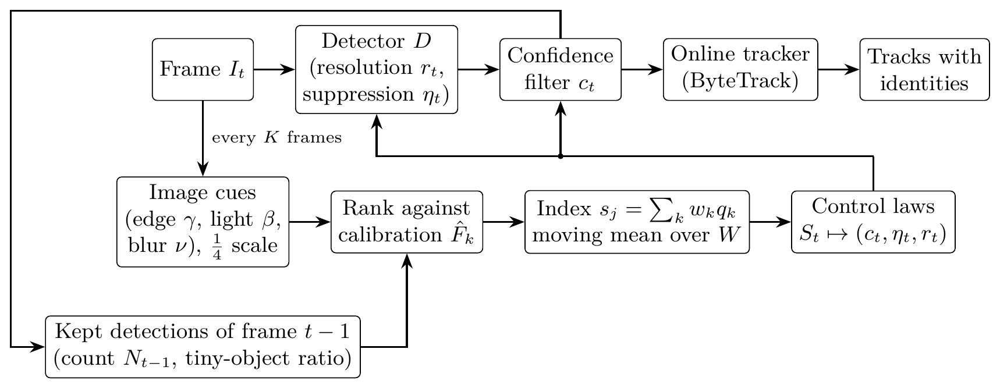 Frame $I_t$
Detector $D$
(resolution $r_t$,
suppression $\eta_t$)
Confidence
filter $c_t$
Online tracker
(ByteTrack)
Tracks with
identities
every $K$ frames
Image cues
(edge $\gamma$, light $\beta$,
blur $\nu$), $\frac{1}{4}$ scale
Rank against
calibration $\hat{F}_k$
Index $s_j = \sum_k w_k q_k$
moving mean over $W$
Control laws
$S_t \mapsto (c_t, \eta_t, r_t)$
Kept detections of frame $t-1$
(count $N_{t-1}$, tiny-object ratio)